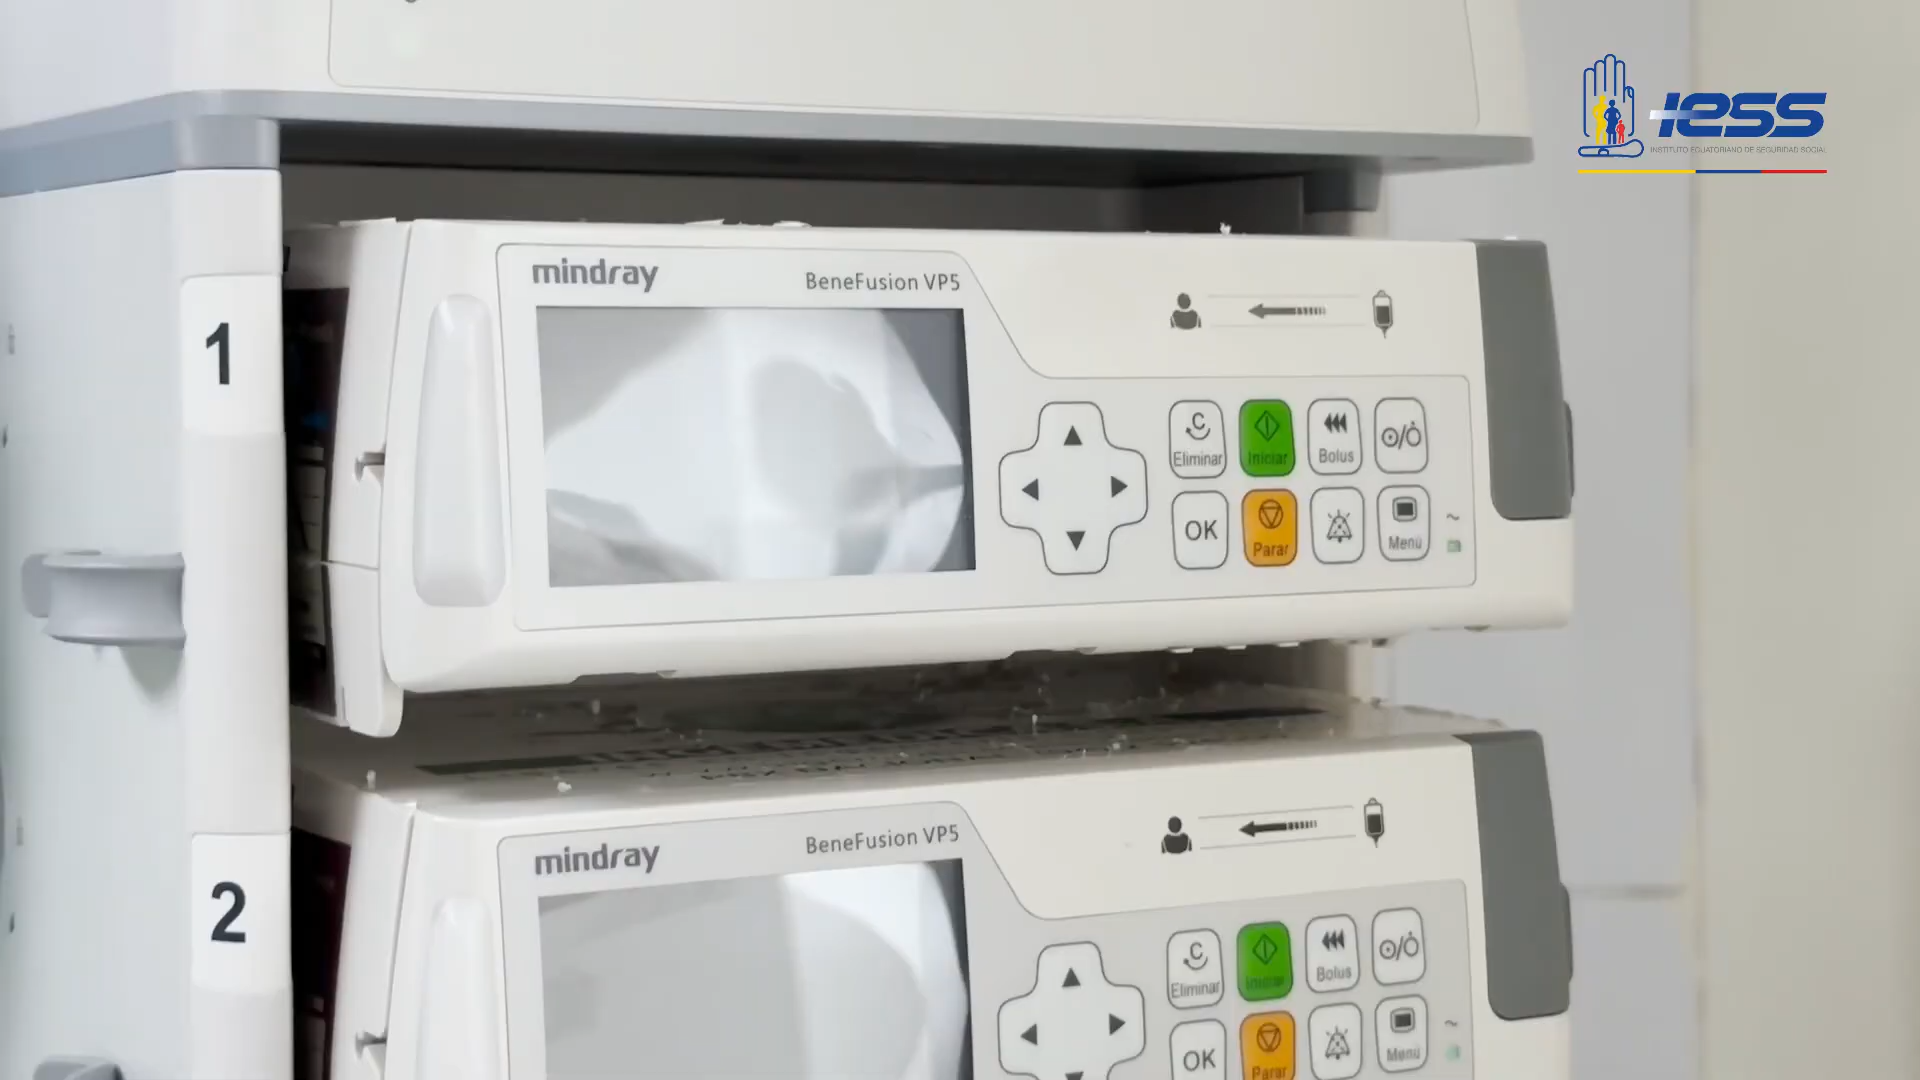 IESS
INSTITUTO ECUATORIANO DE SEGURIDAD SOCIAL
1
mindray
BeneFusion VP5
C
Eliminar
Iniciar
Bolus
OK
Parar
Menú
2
mindray
BeneFusion VP5
C
Eliminar
Iniciar
Bolus
OK
Parar
Menú